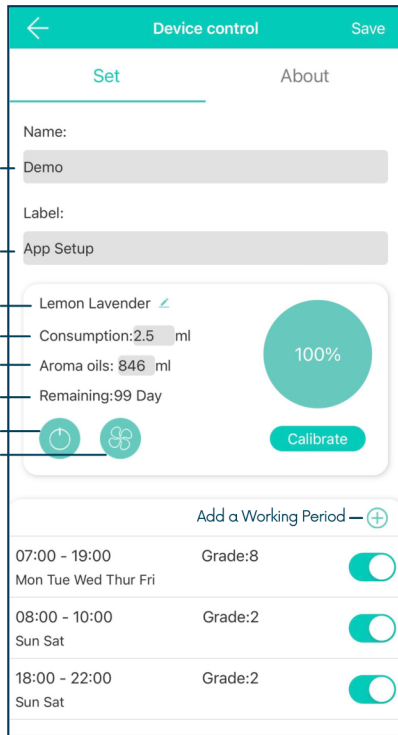 Device control Save
Set About
Name:
Demo
Label:
App Setup
Lemon Lavender
Consumption:2.5 ml
Aroma oils: 846 ml
Remaining:99 Day
100%
Calibrate
Add a Working Period
07:00 - 19:00 Grade:8
Mon Tue Wed Thur Fri
08:00 - 10:00 Grade:2
Sun Sat
18:00 - 22:00 Grade:2
Sun Sat